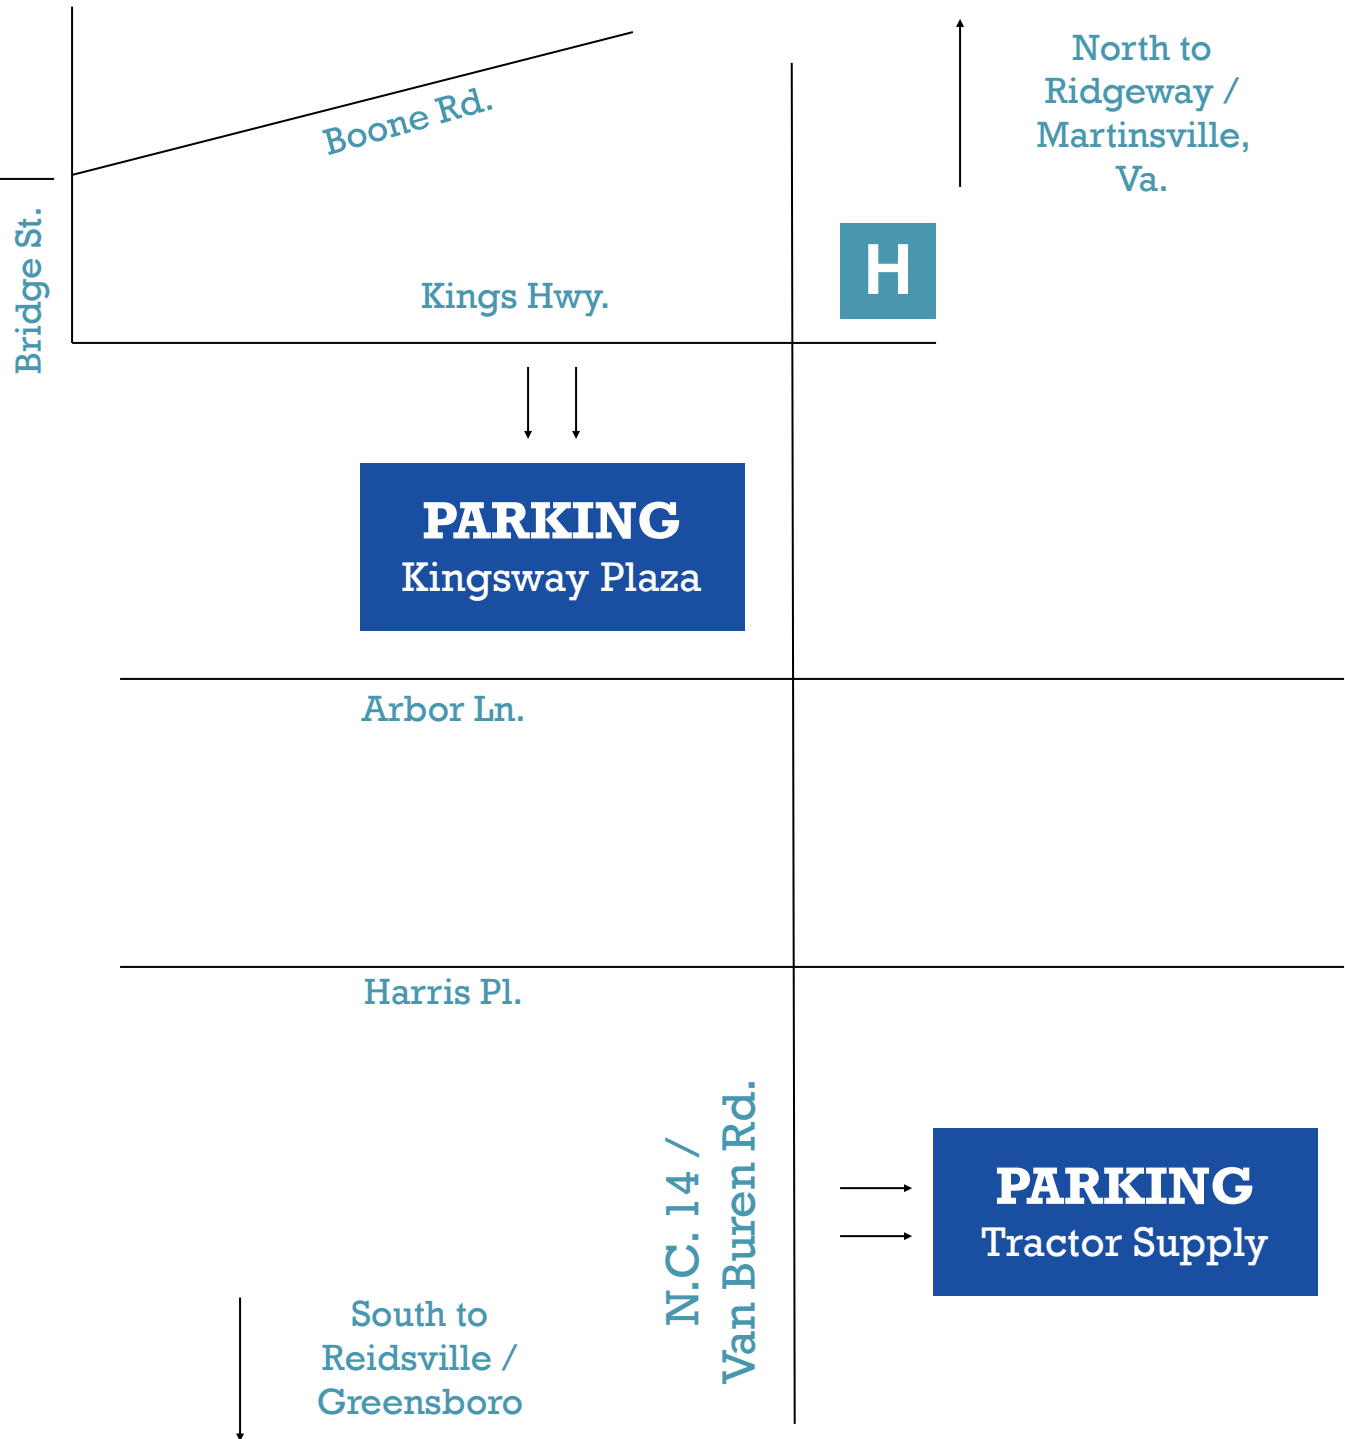 North to
Ridgeway /
Martinsville,
Va.
Boone Rd.
Bridge St.
H
Kings Hwy.
PARKING
Kingsway Plaza
Arbor Ln.
Harris Pl.
N.C. 14 /
Van Buren Rd.
PARKING
Tractor Supply
South to
Reidsville /
Greensboro